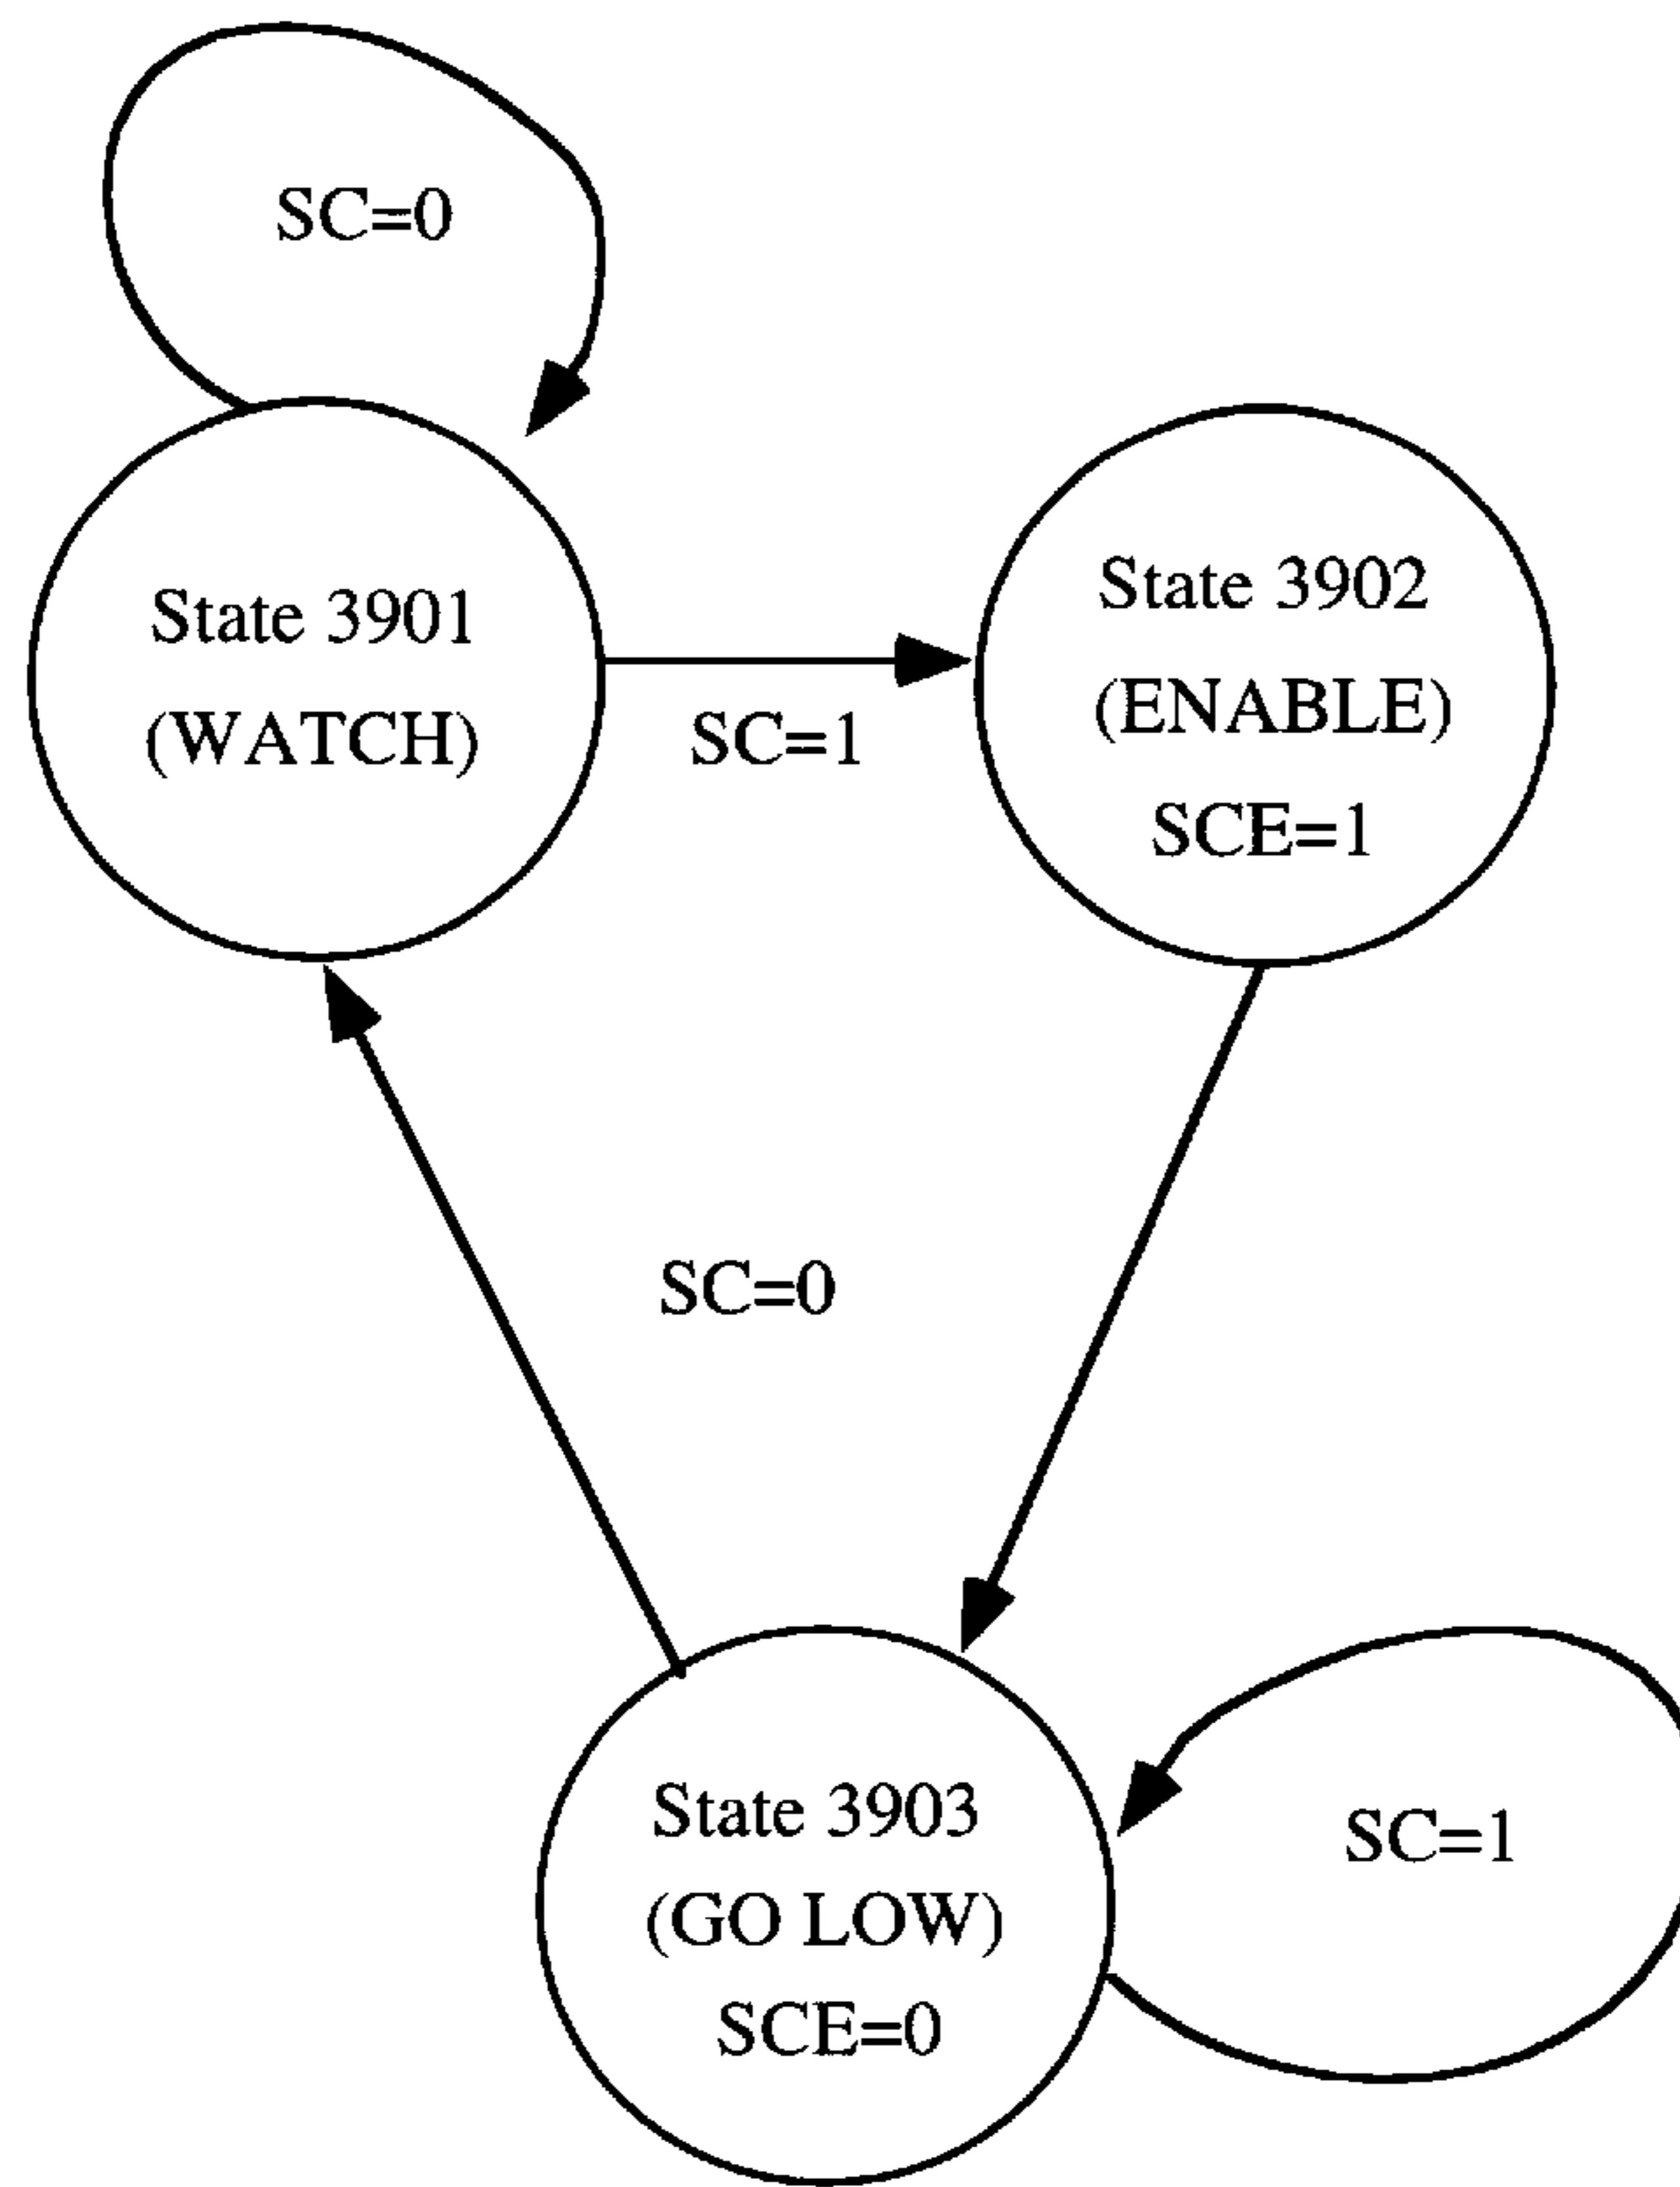 SC=0
State 3901
(WATCH)
SC=1
State 3902
(ENABLE)
SCE=1
SC=0
State 3903
(GO LOW)
SCE=0
SC=1